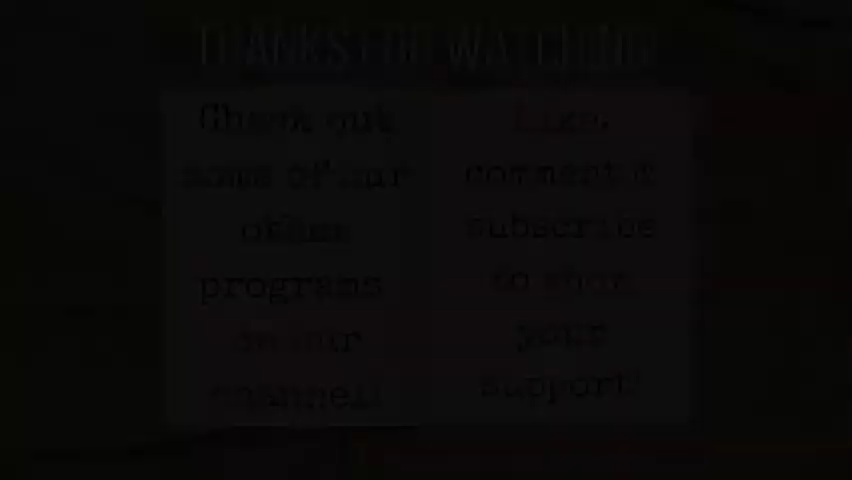 THANKS FOR WATCHING
Check out
some of our
other
programs
on our
channel!
Like,
comment &
subscribe
to show
your
support!